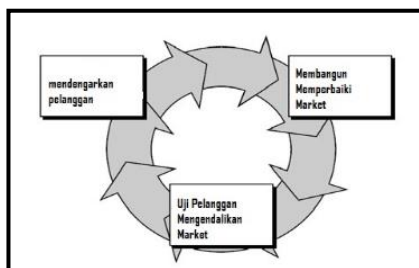 mendengarkan
pelanggan
Membangun
Memperbaiki
Market
Uji Pelanggan
Mengendalikan
Market